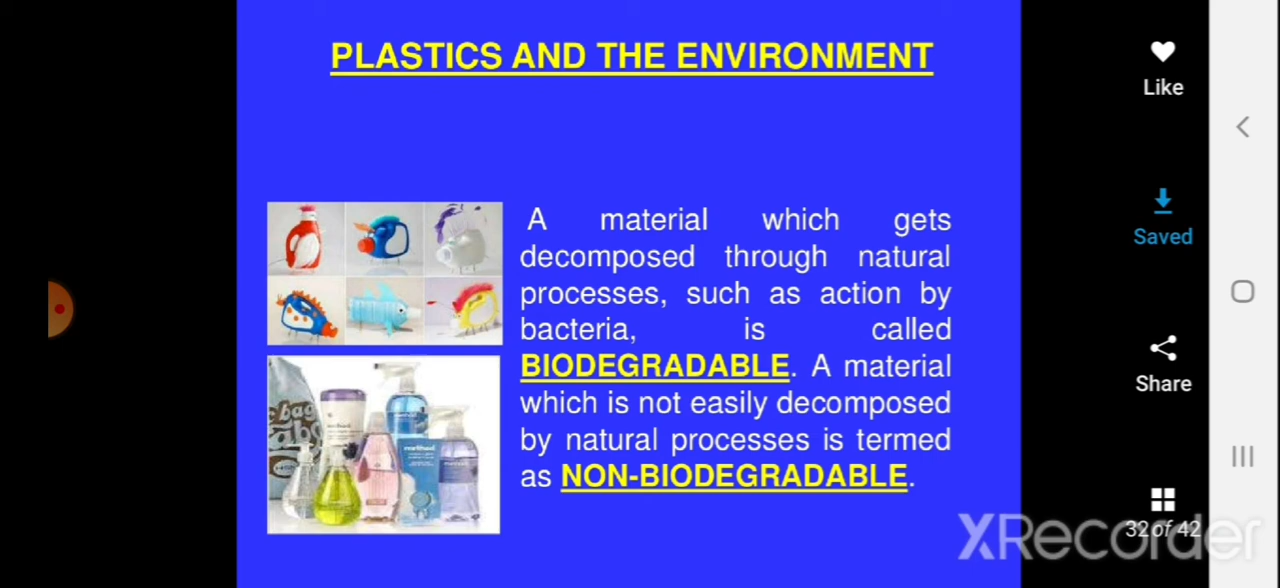 PLASTICS AND THE ENVIRONMENT
Like
A material which gets
decomposed through natural
processes, such as action by
bacteria, is called
BIODEGRADABLE. A material
which is not easily decomposed
by natural processes is termed
as NON-BIODEGRADABLE.
Saved
Share
32 of 42
XRecorder